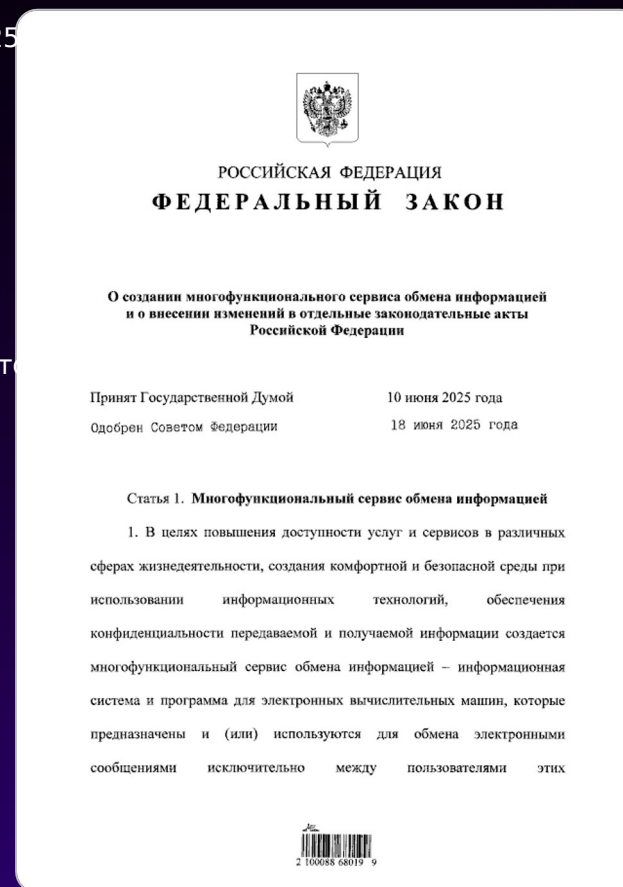 25
РОССИЙСКАЯ ФЕДЕРАЦИЯ
ФЕДЕРАЛЬНЫЙ ЗАКОН
О создании многофункционального сервиса обмена информацией
и о внесении изменений в отдельные законодательные акты
Российской Федерации
Принят Государственной Думой 10 июня 2025 года
Одобрен Советом Федерации 18 июня 2025 года
Статья 1. Многофункциональный сервис обмена информацией
1. В целях повышения доступности услуг и сервисов в различных
сферах жизнедеятельности, создания комфортной и безопасной среды при
использовании информационных технологий, обеспечения
конфиденциальности передаваемой и получаемой информации создается
многофункциональный сервис обмена информацией – информационная
система и программа для электронных вычислительных машин, которые
предназначены и (или) используются для обмена электронными
сообщениями исключительно между пользователями этих
2 100088 68019 9